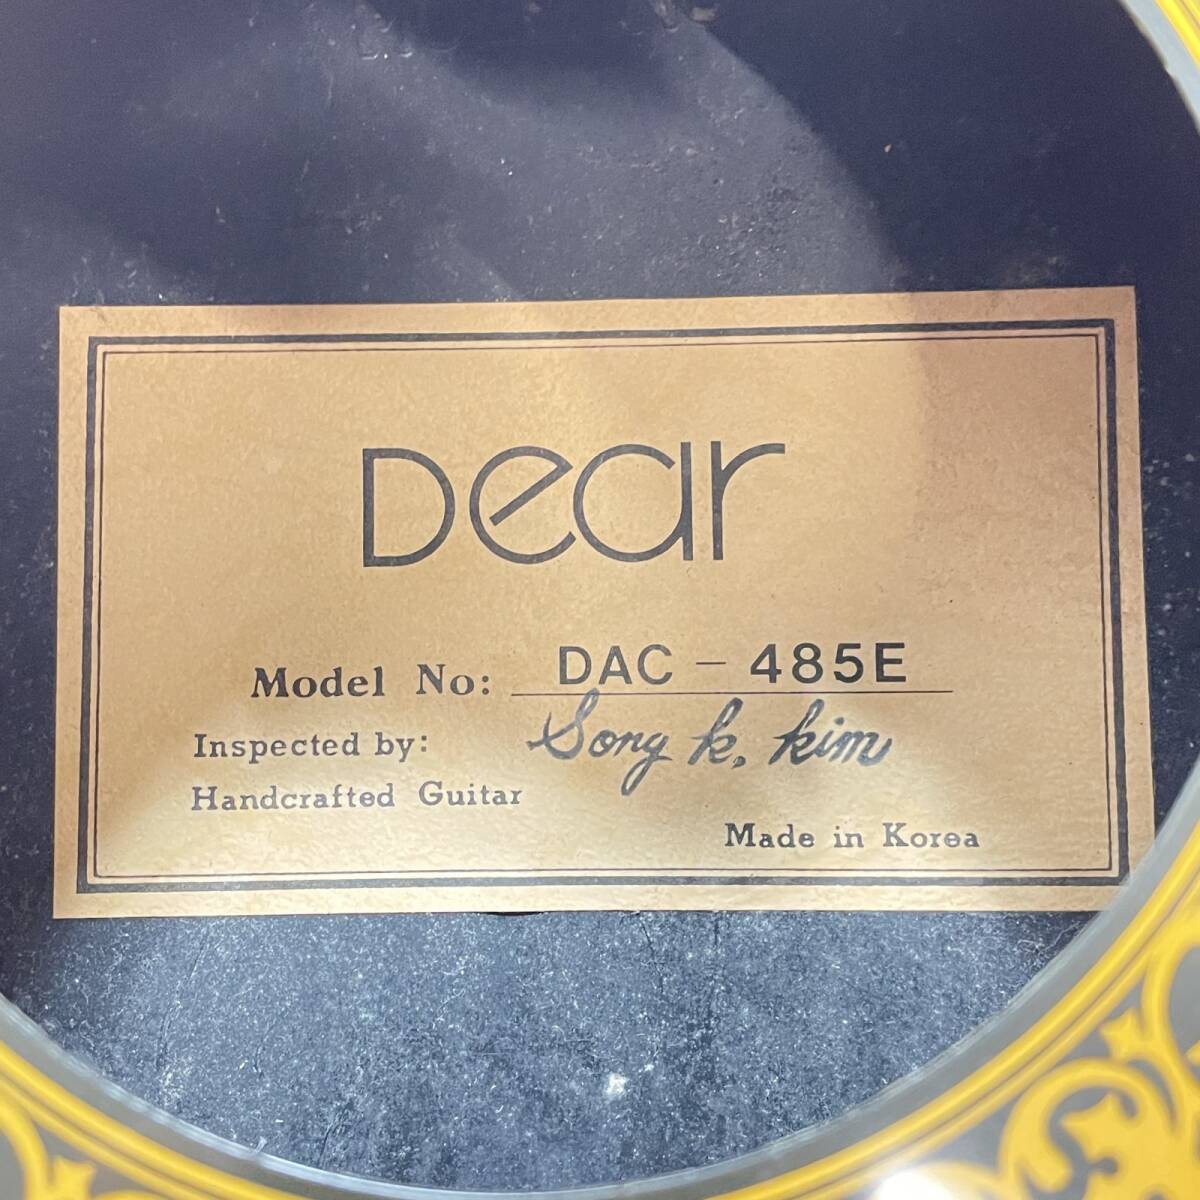 Dear
Model No: DAC - 485E
Inspected by: Song k. kim
Handcrafted Guitar
Made in Korea